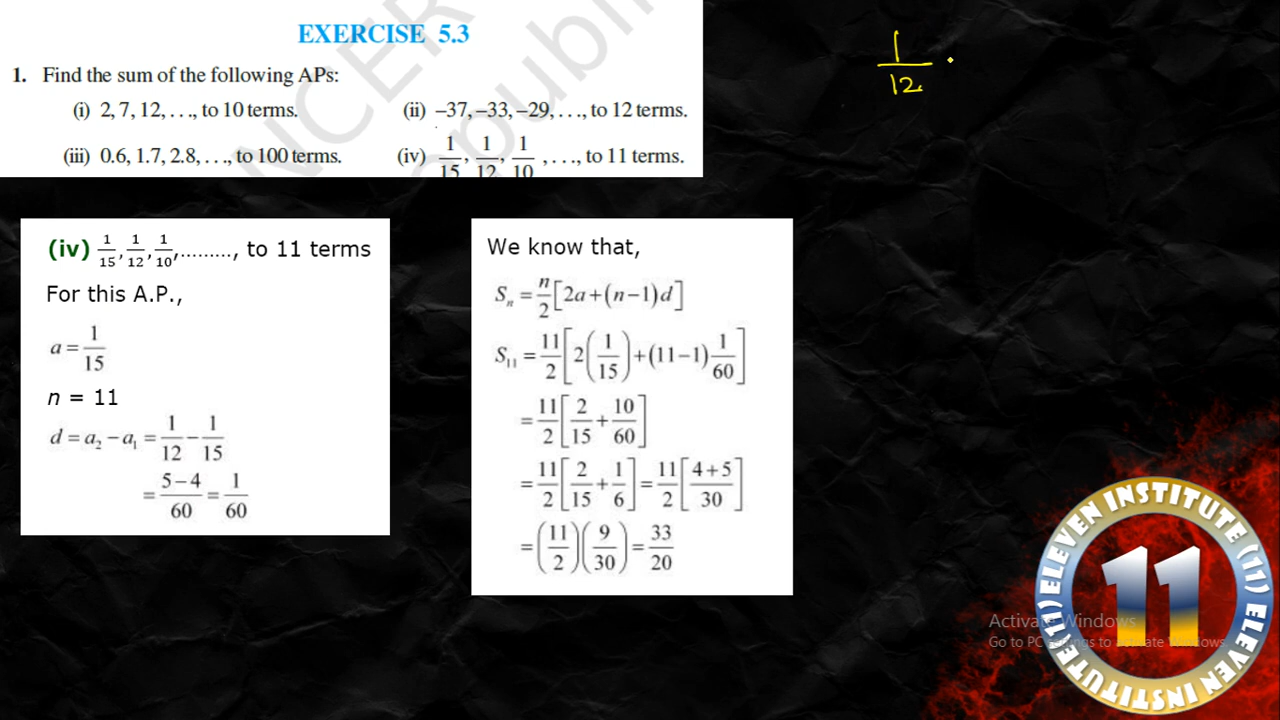 EXERCISE 5.3
1. Find the sum of the following APs:
(i) 2, 7, 12, . . ., to 10 terms.
(ii) –37, –33, –29, . . ., to 12 terms.
(iii) 0.6, 1.7, 2.8, . . ., to 100 terms.
(iv) 1/15, 1/12, 1/10, . . ., to 11 terms.
1/12
(iv) 1/15, 1/12, 1/10,........., to 11 terms
For this A.P.,
a = 1/15
n = 11
d = a₂ – a₁ = 1/12 – 1/15
= (5 – 4)/60 = 1/60
We know that,
Sₙ = n/2 [2a + (n – 1)d]
S₁₁ = 11/2 [2(1/15) + (11 – 1) 1/60]
= 11/2 [2/15 + 10/60]
= 11/2 [2/15 + 1/6] = 11/2 [(4 + 5)/30]
= (11/2)(9/30) = 33/20
ELEVEN INSTITUTE (11) ELEVEN INSTITUTE (11)
11
Activate Windows
Go to PC settings to activate Windows.